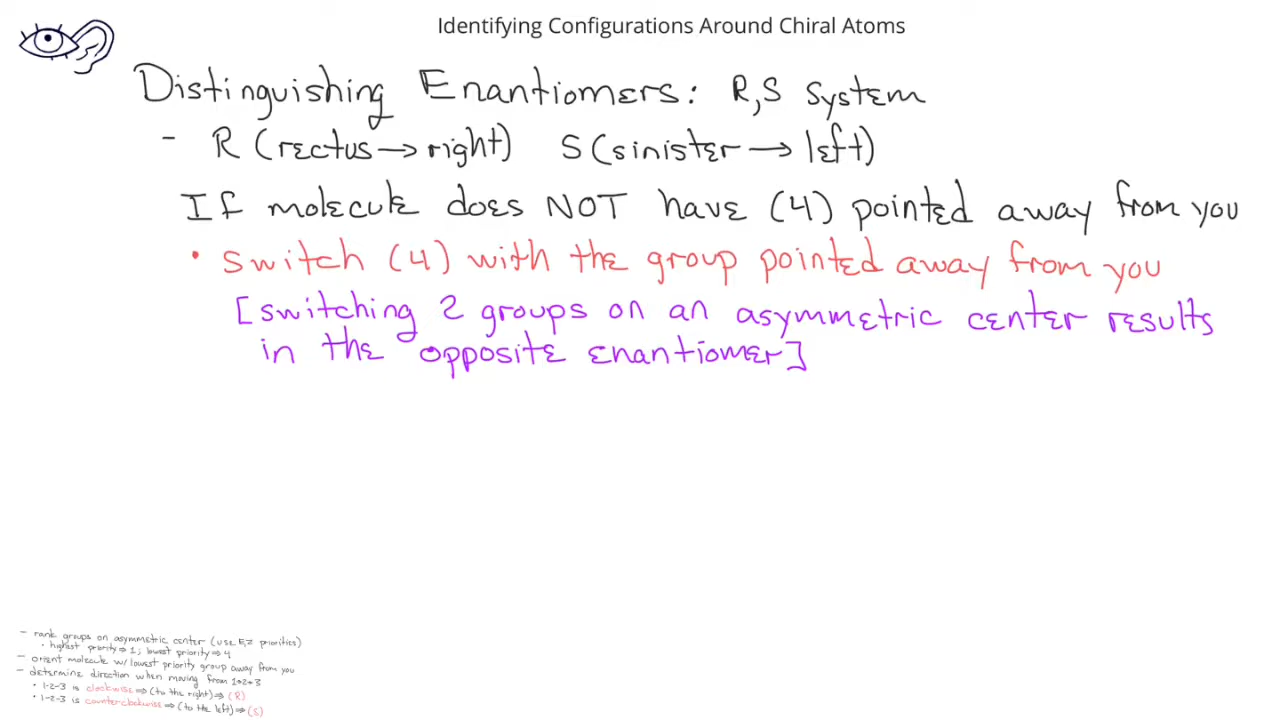 Identifying Configurations Around Chiral Atoms
Distinguishing Enantiomers: R,S System
- R (rectus → right) S (sinister → left)
If molecule does NOT have (4) pointed away from you
• switch (4) with the group pointed away from you
[switching 2 groups on an asymmetric center results
in the opposite enantiomer]
- rank groups on asymmetric center (use E,Z priorities)
• highest priority ⇒ 1; lowest priority ⇒ 4
- orient molecule w/ lowest priority group away from you
- determine direction when moving from 1→2→3
• 1-2-3 is clockwise ⇒ (to the right) ⇒ (R)
• 1-2-3 is counterclockwise ⇒ (to the left) ⇒ (S)